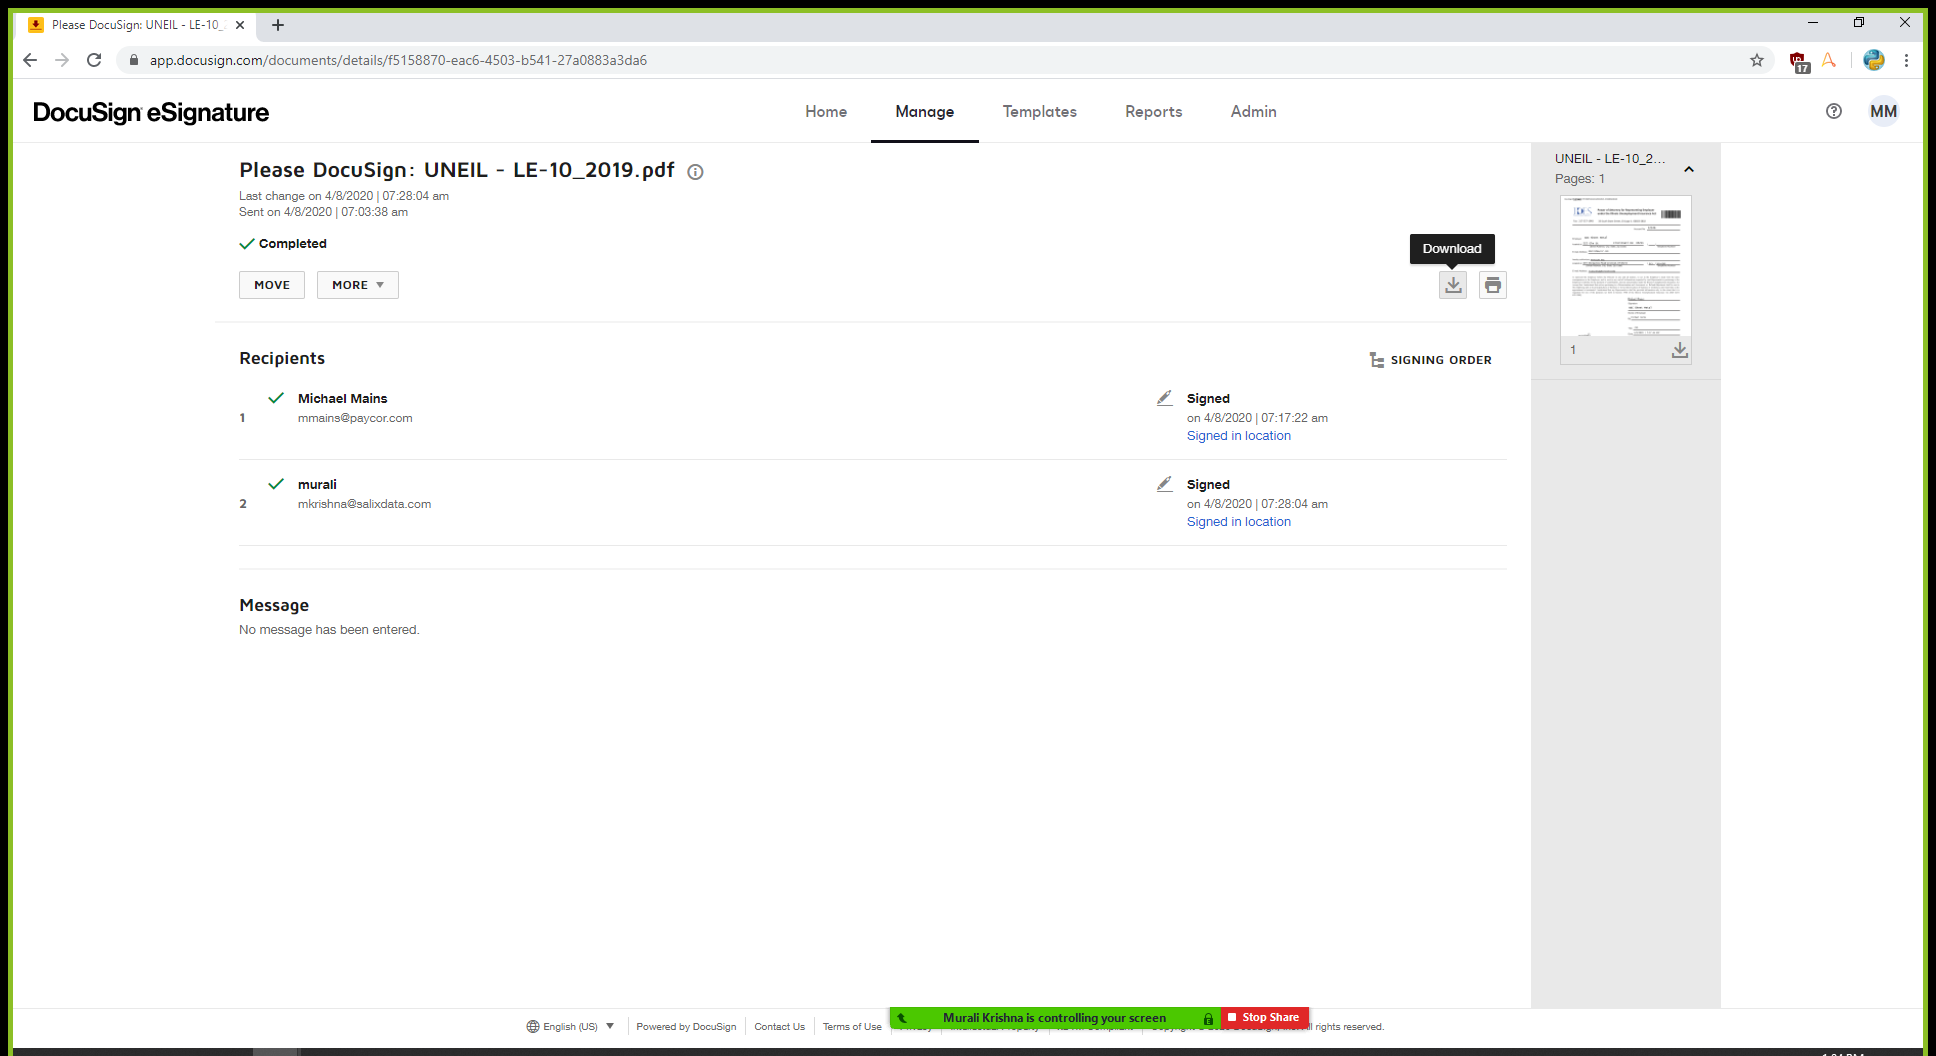 Please DocuSign: UNEIL - LE-10_
app.docusign.com/documents/details/f5158870-eac6-4503-b541-27a0883a3da6
17
DocuSign eSignature
Home
Manage
Templates
Reports
Admin
MM
Please DocuSign: UNEIL - LE-10_2019.pdf
Last change on 4/8/2020 | 07:28:04 am
Sent on 4/8/2020 | 07:03:38 am
Completed
MOVE
MORE
Download
UNEIL - LE-10_2...
Pages: 1
1
Recipients
SIGNING ORDER
1
Michael Mains
mmains@paycor.com
Signed
on 4/8/2020 | 07:17:22 am
Signed in location
2
murali
mkrishna@salixdata.com
Signed
on 4/8/2020 | 07:28:04 am
Signed in location
Message
No message has been entered.
English (US)
Powered by DocuSign
Contact Us
Terms of Use
rights reserved.
Murali Krishna is controlling your screen
Stop Share